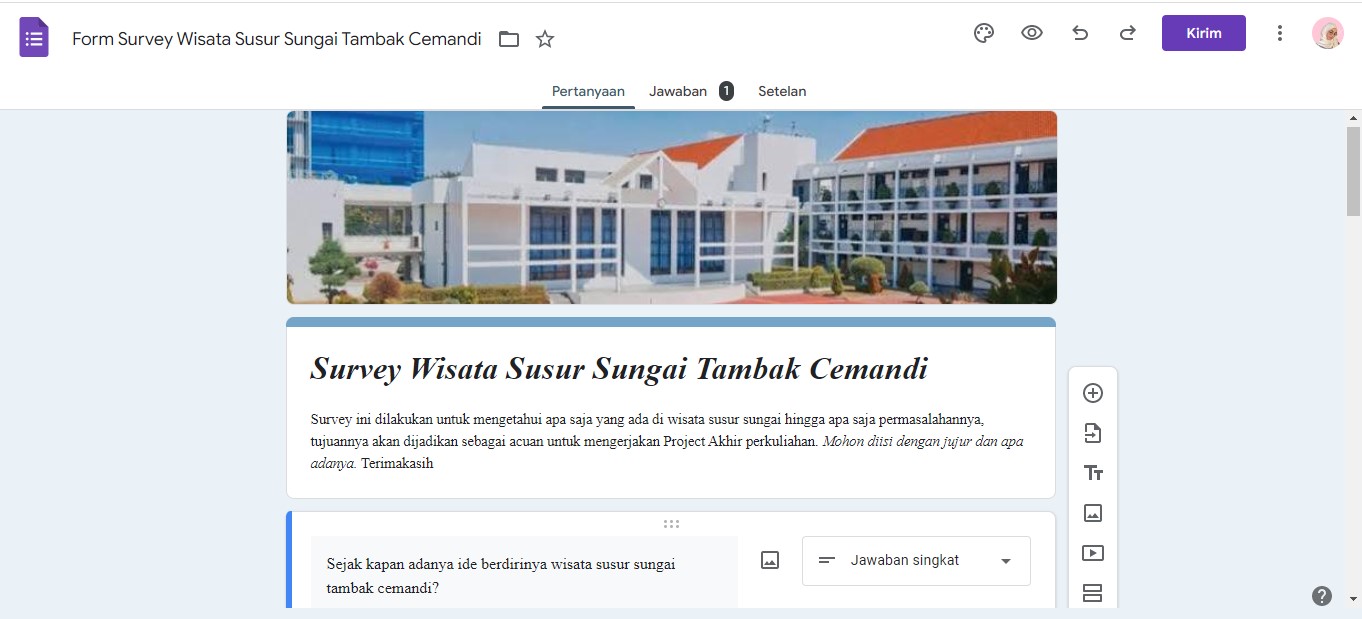 Form Survey Wisata Susur Sungai Tambak Cemandi
Kirim
Pertanyaan
Jawaban 1
Setelan
Survey Wisata Susur Sungai Tambak Cemandi
Survey ini dilakukan untuk mengetahui apa saja yang ada di wisata susur sungai hingga apa saja permasalahannya,
tujuannya akan dijadikan sebagai acuan untuk mengerjakan Project Akhir perkuliahan. Mohon diisi dengan jujur dan apa
adanya. Terimakasih
Sejak kapan adanya ide berdirinya wisata susur sungai
tambak cemandi?
Jawaban singkat